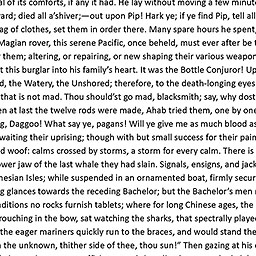 al of its comforts, if any it had. He lay without moving a few minute
ard; died all a'shiver;—out upon Pip! Hark ye; if ye find Pip, tell all
ag of clothes, set them in order there. Many spare hours he spent,
Magian rover, this serene Pacific, once beheld, must ever after be t
r them; altering, or repairing, or new shaping their various weapon
t this burglar into his family's heart. It was the Bottle Conjuror! Up
d, the Watery, the Unshored; therefore, to the death-longing eyes
that is not mad. Thou should'st go mad, blacksmith; say, why dost
en at last the twelve rods were made, Ahab tried them, one by one
g, Daggoo! What say ye, pagans! Will ye give me as much blood as
waiting their uprising; though with but small success for their pain
d woof: calms crossed by storms, a storm for every calm. There is
ower jaw of the last whale they had slain. Signals, ensigns, and jack
nesian Isles; while suspended in an ornamented boat, firmly secur
ng glances towards the receding Bachelor; but the Bachelor's men
ditions no rocks furnish tablets; where for long Chinese ages, the
rouching in the bow, sat watching the sharks, that spectrally played
the eager mariners quickly run to the braces, and would stand the
n the unknown, thither side of thee, thou sun!” Then gazing at his